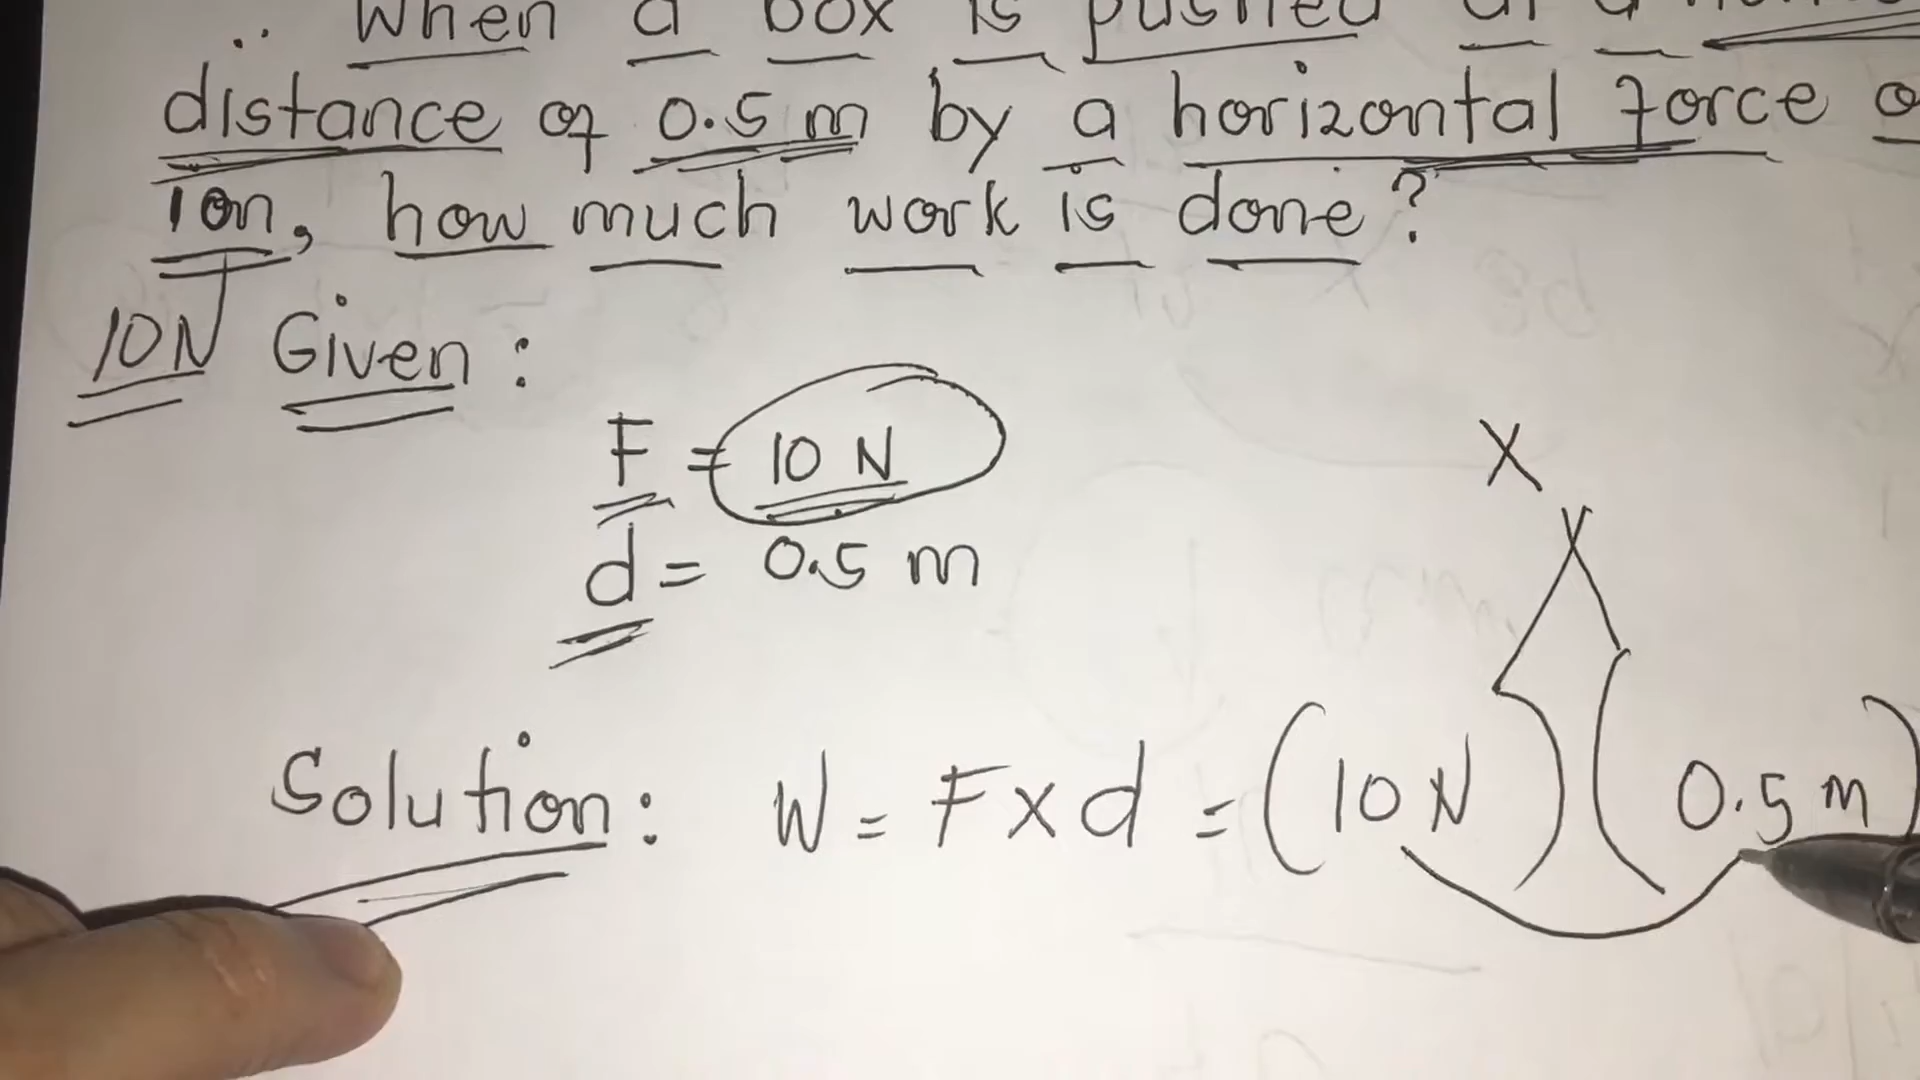 When a box is pushed at a
distance of 0.5 m by a horizontal force
10n, how much work is done?
10N Given:
F = 10 N
d = 0.5 m
X
Solution: W = F x d = (10 N) (0.5 m)